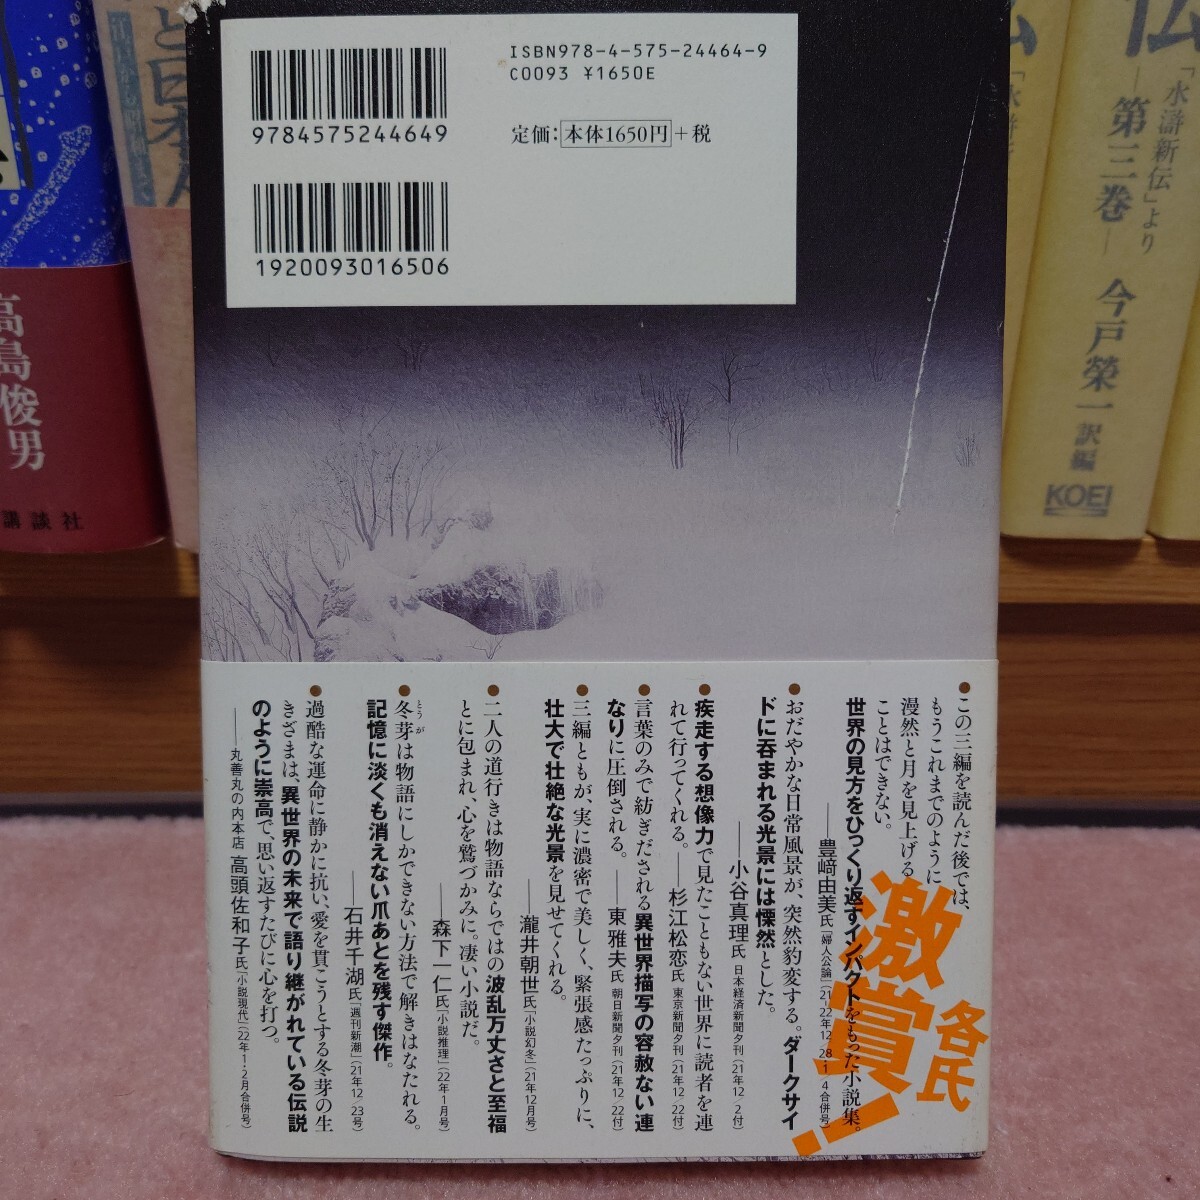 ISBN978-4-575-24464-9
C0093 ¥1650E
9784575244649
定価：本体1650円＋税
1920093016506
各氏
激賞！
●この三編を読んだ後では、
もうこれまでのように
漫然と月を見上げる
ことはできない。
世界の見方をひっくり返すインパクトをもった小説集。
――豊﨑由美氏「婦人公論」（21、22年12／28・1／4合併号）
●おだやかな日常風景が、突然豹変する。ダークサイ
ドに呑まれる光景には慄然とした。
――小谷真理氏 日本経済新聞夕刊（21年12／2付）
●疾走する想像力で見たこともない世界に読者を連
れて行ってくれる。――杉江松恋氏 東京新聞夕刊（21年12／22付）
●言葉のみで紡ぎだされる異世界描写の容赦ない連
なりに圧倒される。――東 雅夫氏 朝日新聞夕刊（21年12／22付）
●三編ともが、実に濃密で美しく、緊張感たっぷりに、
壮大で壮絶な光景を見せてくれる。
――瀧井朝世氏「小説幻冬」（21年12月号）
●二人の道行きは物語ならではの波乱万丈さと至福
とに包まれ、心を鷲づかみに。凄い小説だ。
――森下一仁氏「小説推理」（22年1月号）
●冬芽は物語にしかできない方法で解きはなたれる。
とうが
記憶に淡くも消えない爪あとを残す傑作。
――石井千湖氏「週刊新潮」（21年12／23号）
●過酷な運命に静かに抗い、愛を貫こうとする冬芽の生
きざまは、異世界の未来で語り継がれている伝説
のように崇高で、思い返すたびに心を打つ。
――丸善丸の内本店 高頭佐和子氏「小説現代」（22年1・2月合併号）
高島俊男
講談社
と日本人
伝
「水滸新伝」より
―第三巻―
今戸榮一 訳編
KOEI